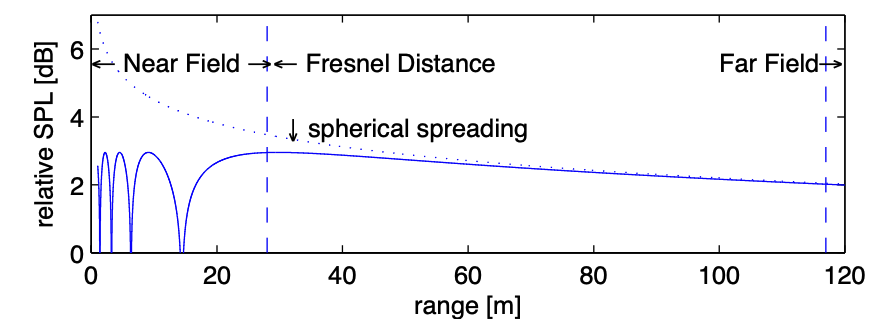 6
Near Field
Fresnel Distance
Far Field
relative SPL [dB]
4
spherical spreading
2
0
0 20 40 60 80 100 120
range [m]